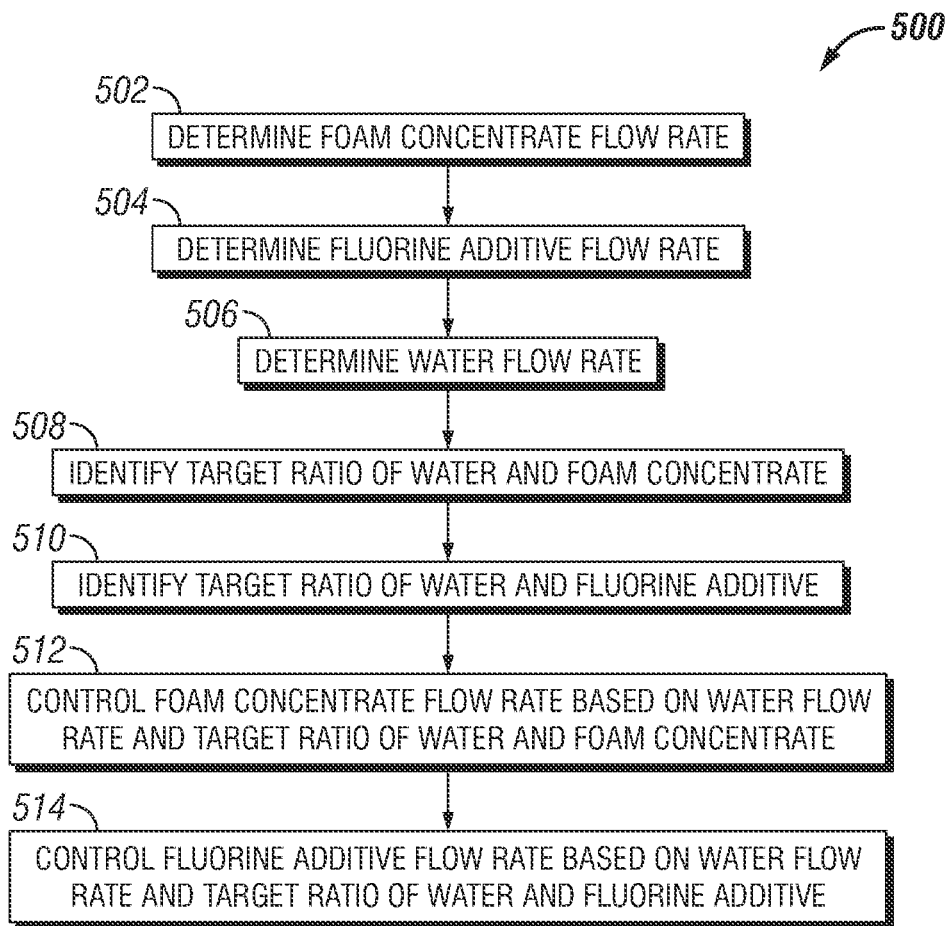 500
502
DETERMINE FOAM CONCENTRATE FLOW RATE
504
DETERMINE FLUORINE ADDITIVE FLOW RATE
506
DETERMINE WATER FLOW RATE
508
IDENTIFY TARGET RATIO OF WATER AND FOAM CONCENTRATE
510
IDENTIFY TARGET RATIO OF WATER AND FLUORINE ADDITIVE
512
CONTROL FOAM CONCENTRATE FLOW RATE BASED ON WATER FLOW
RATE AND TARGET RATIO OF WATER AND FOAM CONCENTRATE
514
CONTROL FLUORINE ADDITIVE FLOW RATE BASED ON WATER FLOW
RATE AND TARGET RATIO OF WATER AND FLUORINE ADDITIVE